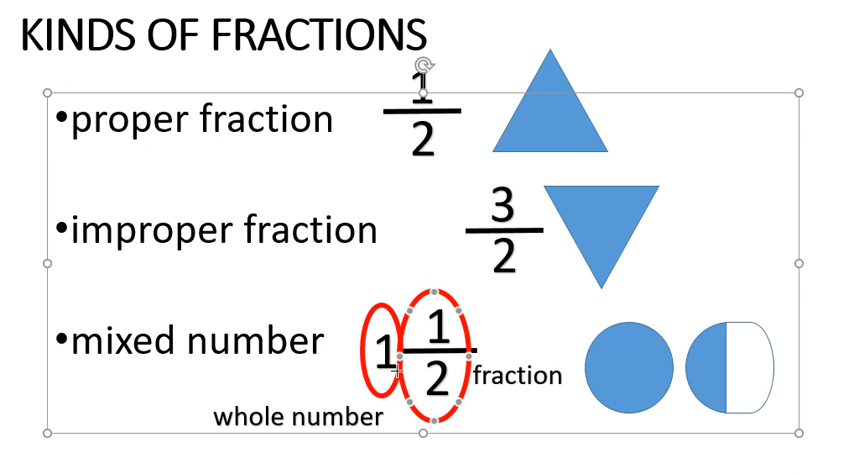 KINDS OF FRACTIONS
•proper fraction 1/2
•improper fraction 3/2
•mixed number 1 1/2
fraction
whole number